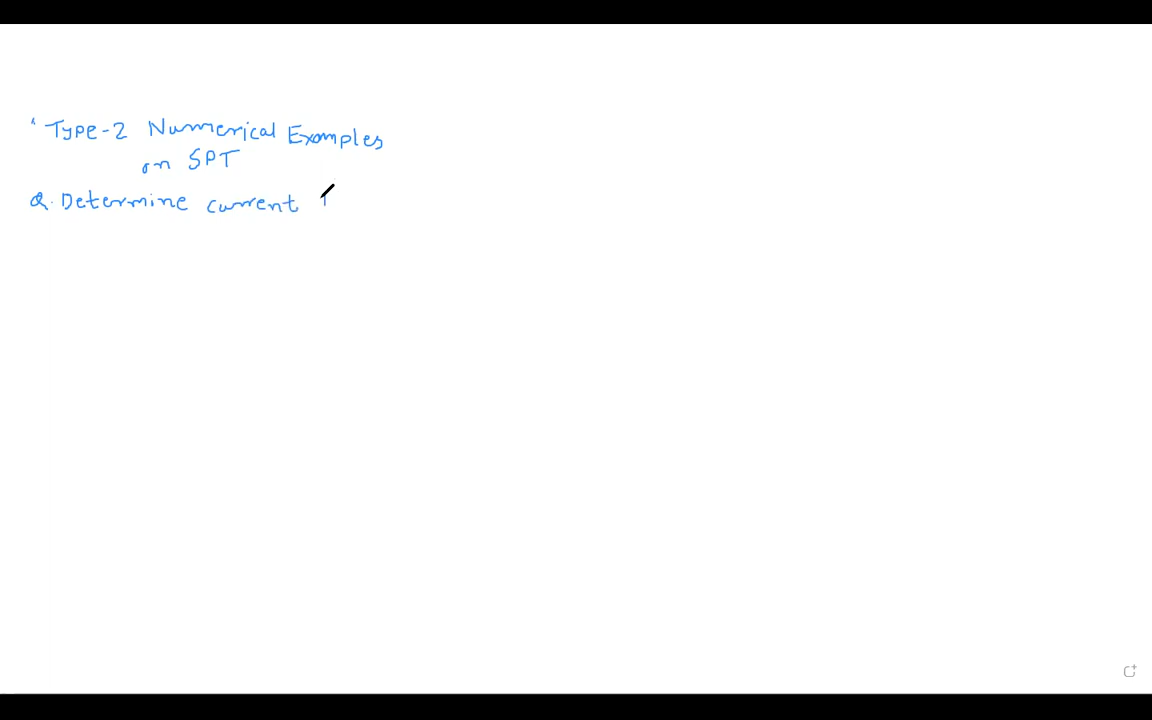 Type-2 Numerical Examples
on SPT
Q. Determine current